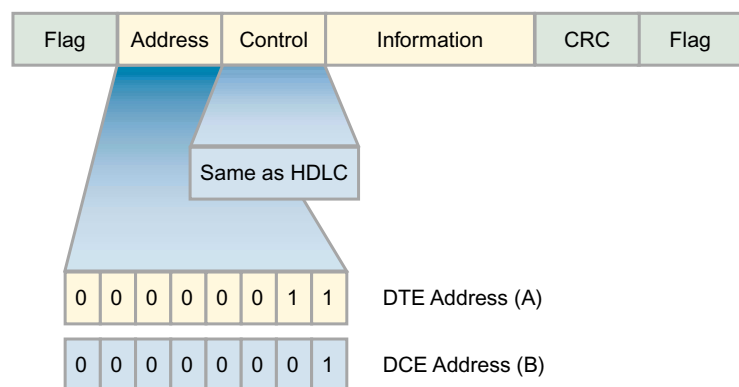 Flag Address Control Information CRC Flag
Same as HDLC
0 0 0 0 0 0 1 1 DTE Address (A)
0 0 0 0 0 0 0 1 DCE Address (B)